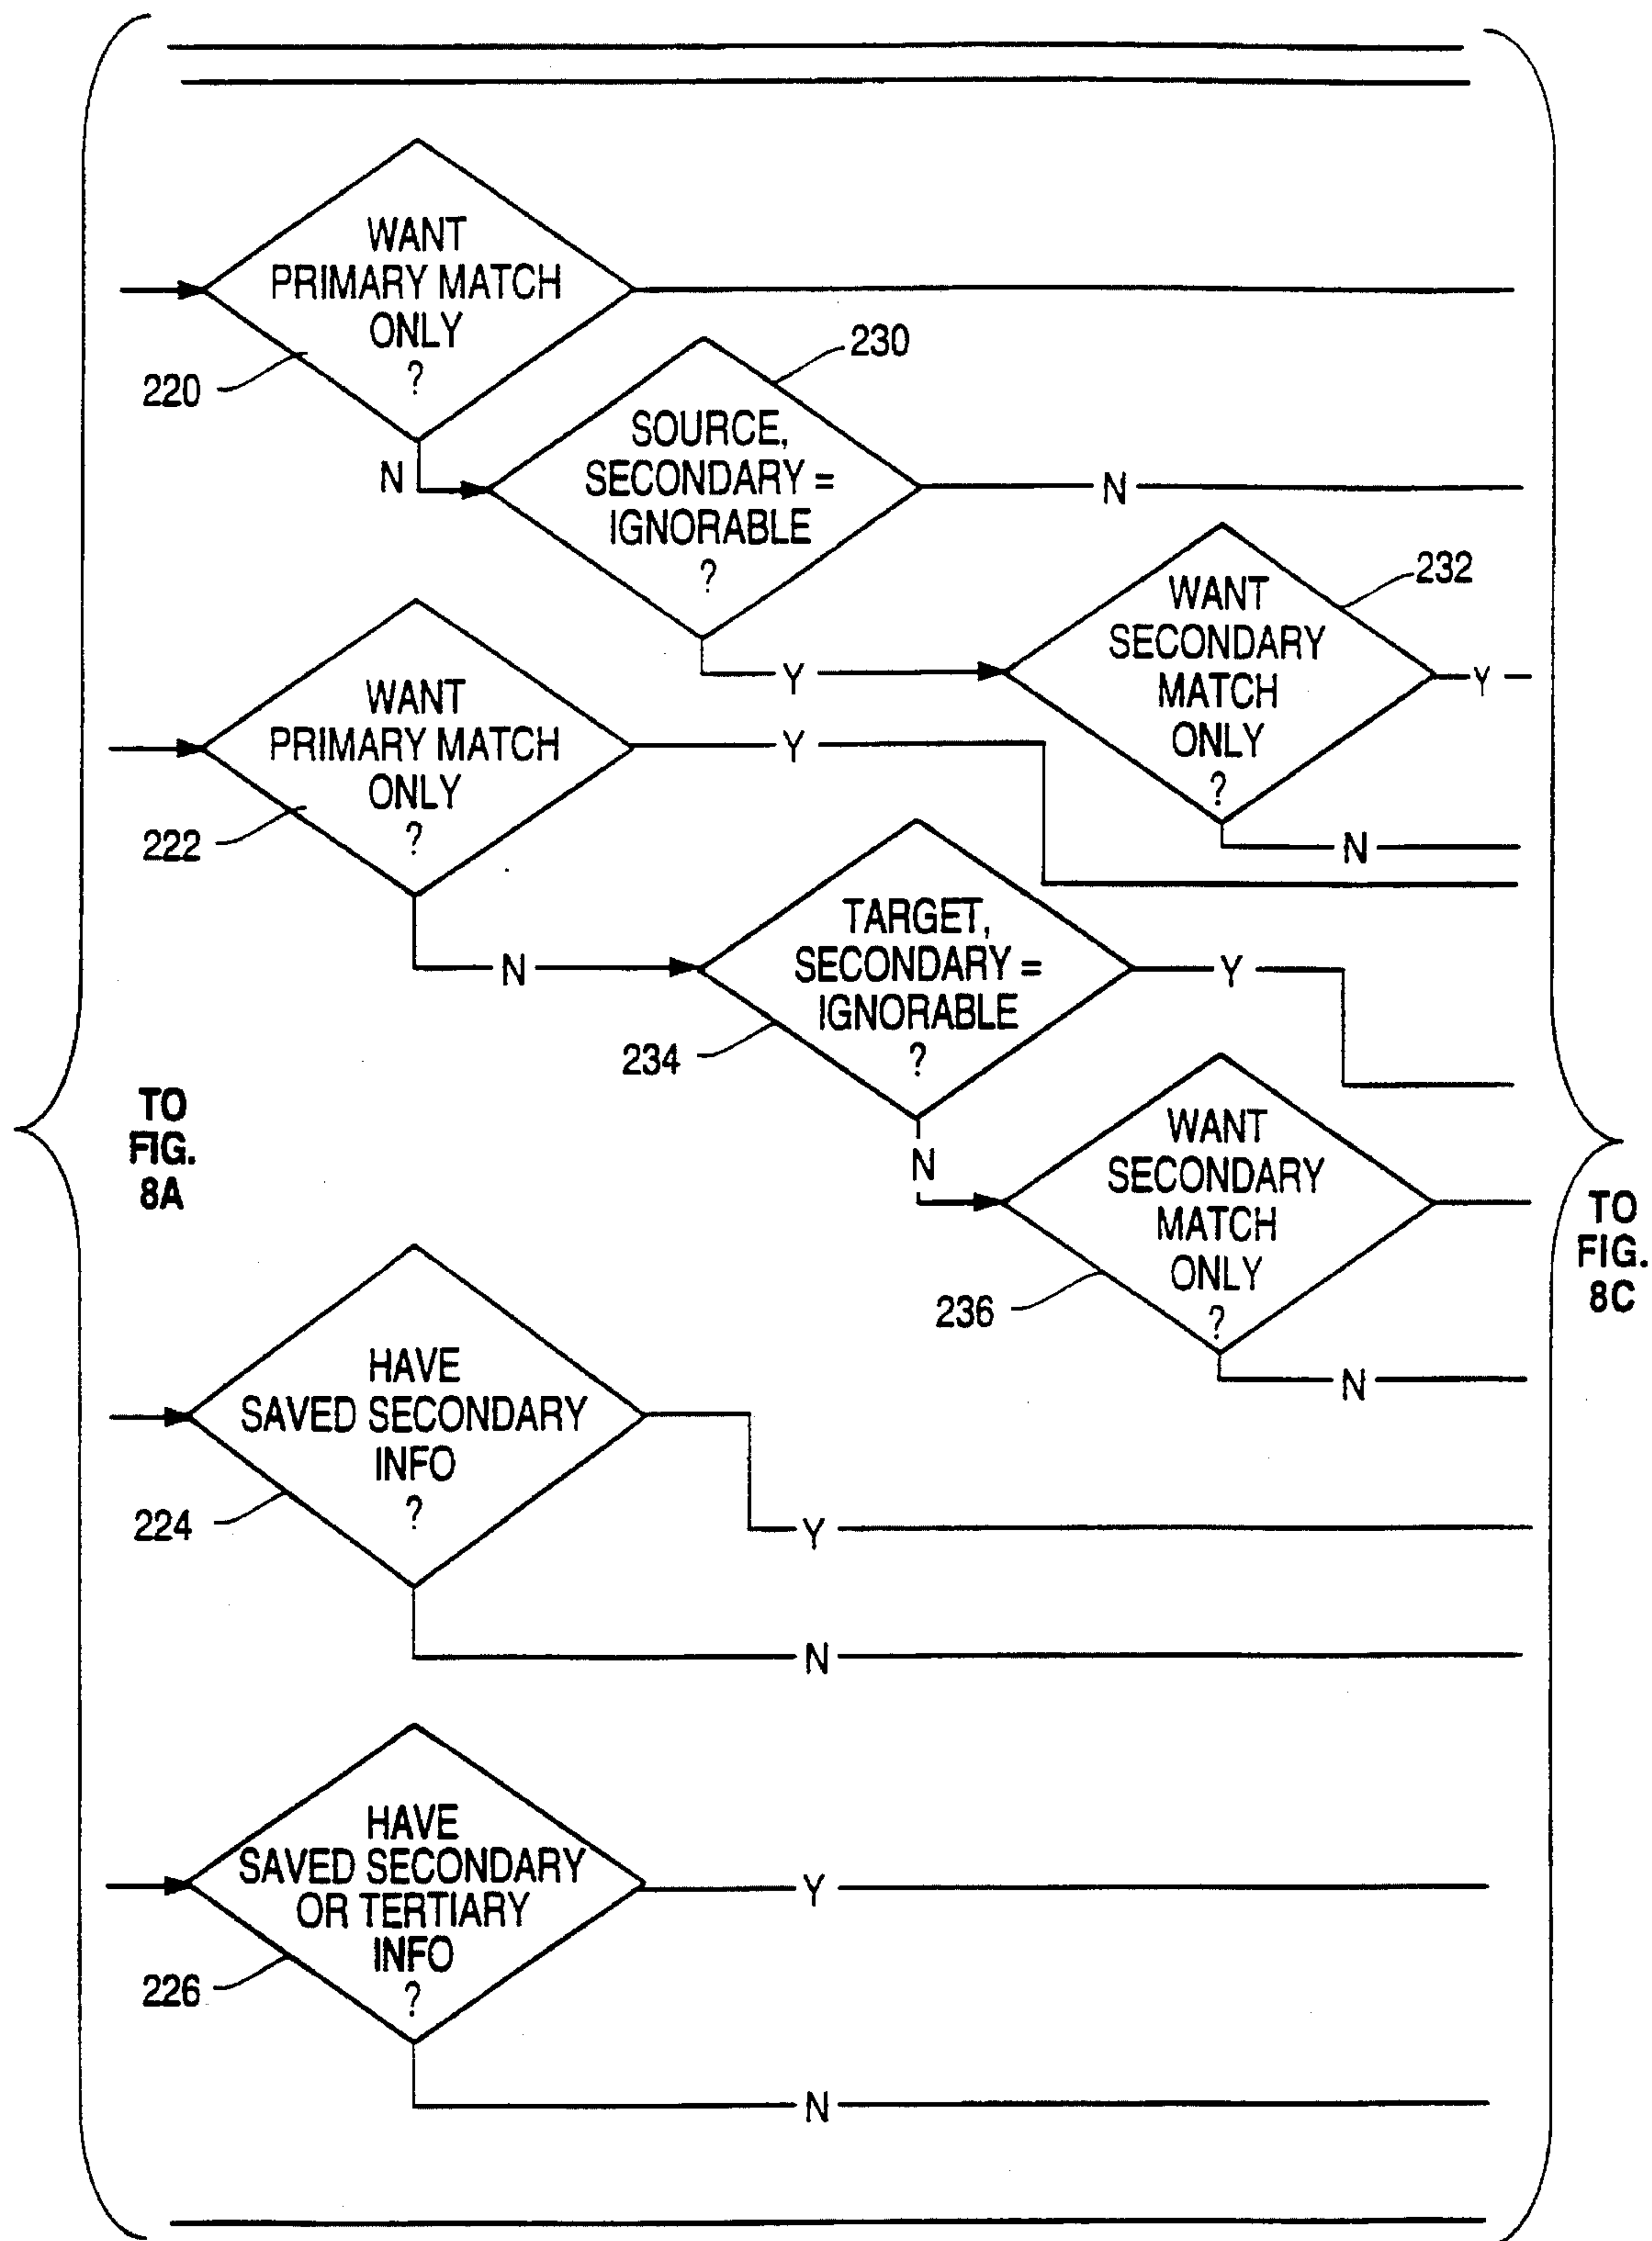 WANT
PRIMARY MATCH
ONLY
?
220
N
230
SOURCE,
SECONDARY =
IGNORABLE
?
N
Y
232
WANT
SECONDARY
MATCH
ONLY
?
Y
N
WANT
PRIMARY MATCH
ONLY
?
222
Y
N
TARGET,
SECONDARY =
IGNORABLE
?
234
Y
N
WANT
SECONDARY
MATCH
ONLY
?
236
N
TO
FIG.
8A
TO
FIG.
8C
HAVE
SAVED SECONDARY
INFO
?
224
Y
N
HAVE
SAVED SECONDARY
OR TERTIARY
INFO
?
226
Y
N